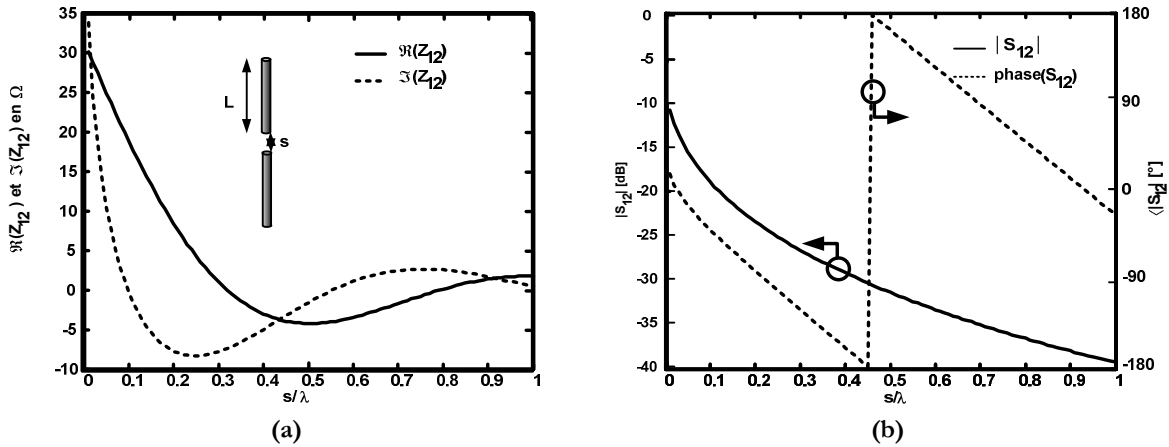 35
30
25
20
15
10
5
0
-5
-10
ℜ(Z12) et ℑ(Z12) en Ω
ℜ(Z12)
ℑ(Z12)
L
s
0 0.1 0.2 0.3 0.4 0.5 0.6 0.7 0.8 0.9 1
s/λ
(a)
0
-5
-10
-15
-20
-25
-30
-35
-40
|S12| [dB]
|S12|
phase(S12)
180
90
0
-90
-180
⟩S12| [°]
0 0.1 0.2 0.3 0.4 0.5 0.6 0.7 0.8 0.9 1
s/λ
(b)